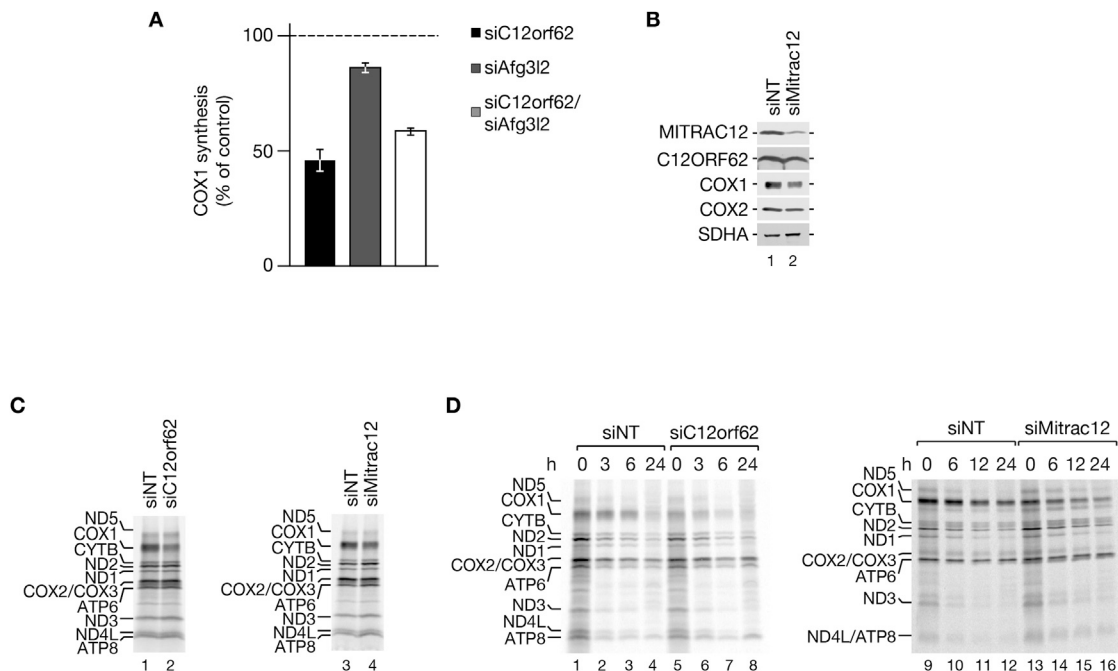 A
100
50
0
COX1 synthesis
(% of control)
siC12orf62
siAfg3l2
siC12orf62/
siAfg3l2
B
siNT
siMitrac12
MITRAC12
C12ORF62
COX1
COX2
SDHA
1 2
C
siNT
siC12orf62
ND5
COX1
CYTB
ND2
ND1
COX2/COX3
ATP6
ND3
ND4L
ATP8
1 2
siNT
siMitrac12
ND5
COX1
CYTB
ND2
ND1
COX2/COX3
ATP6
ND3
ND4L
ATP8
3 4
D
siNT siC12orf62
h 0 3 6 24 0 3 6 24
ND5
COX1
CYTB
ND2
ND1
COX2/COX3
ATP6
ND3
ND4L
ATP8
1 2 3 4 5 6 7 8
siNT siMitrac12
h 0 6 12 24 0 6 12 24
COX1
CYTB
ND2
ND1
COX2/COX3
ATP6
ND3
ND4L/ATP8
9 10 11 12 13 14 15 16